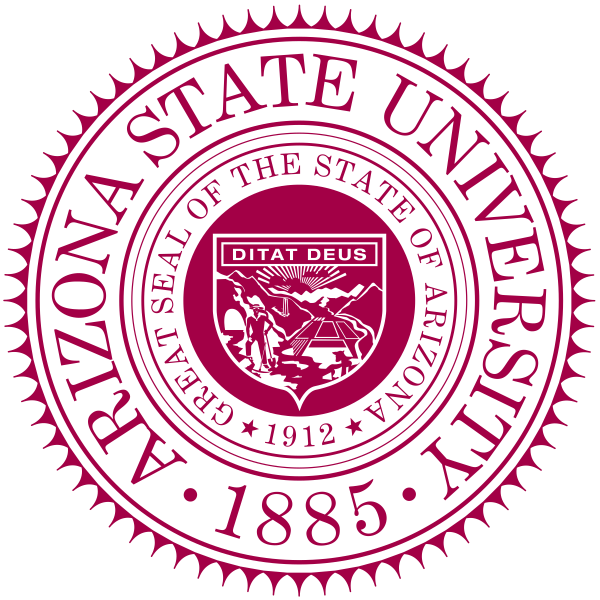 ARIZONA STATE UNIVERSITY
· 1885 ·
GREAT SEAL OF THE STATE OF ARIZONA
★ 1912 ★
DITAT DEUS